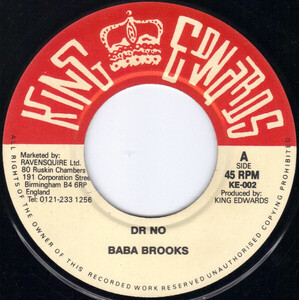 KING EDWARDS
Marketed by:
RAVENSQUIRE Ltd.
80 Ruskin Chambers
191 Corporation Street
Birmingham B4 6RP
England
Tel: 0121-233 1256
A
SIDE
45 RPM
KE-002
Produced by:
KING EDWARDS
DR NO
BABA BROOKS
ALL RIGHTS OF THE OWNER OF THIS RECORDED WORK RESERVED UNAUTHORISED